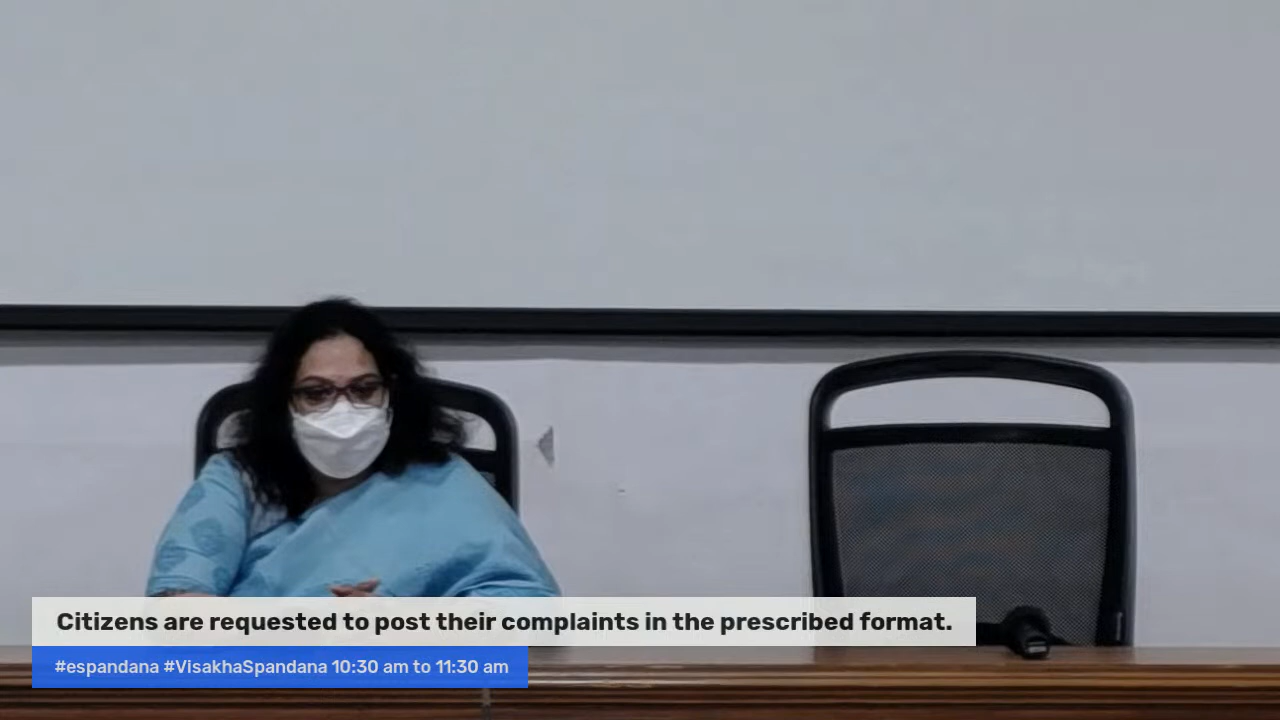 Citizens are requested to post their complaints in the prescribed format.
#espandana #VisakhaSpandana 10:30 am to 11:30 am